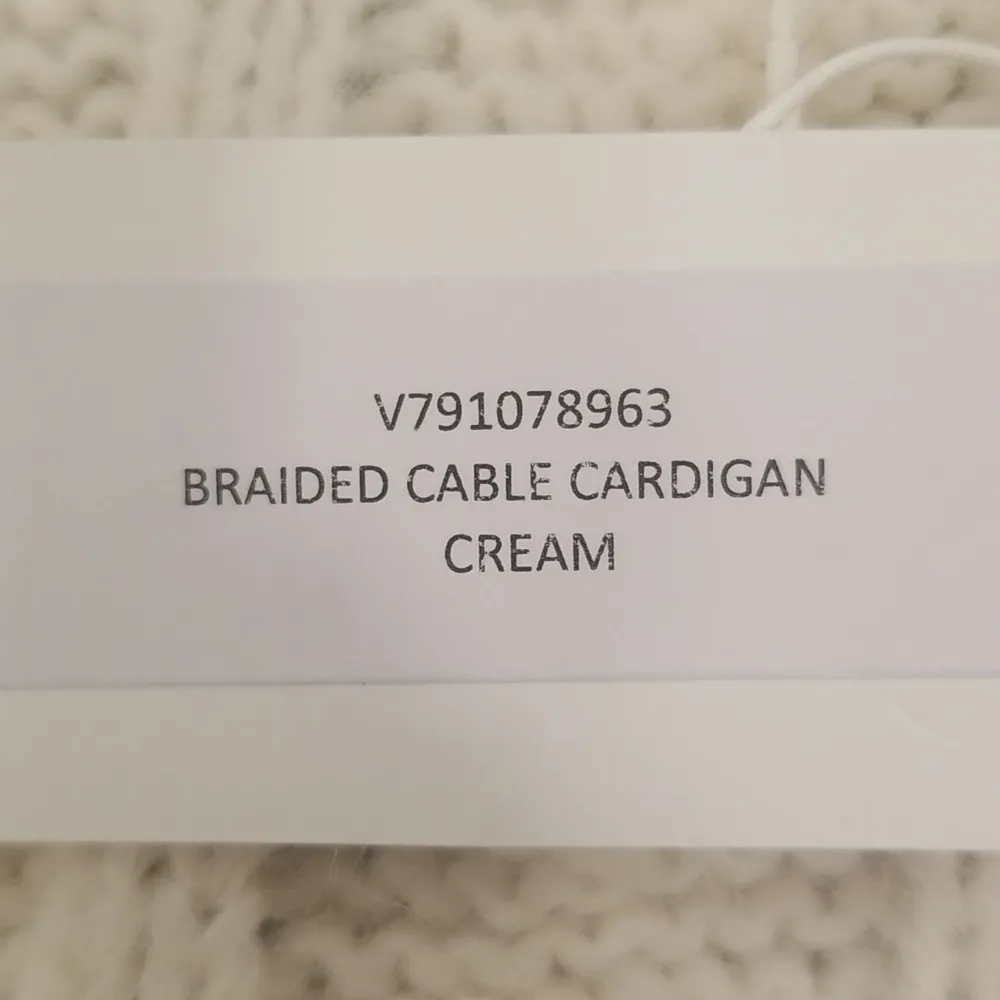 V791078963
BRAIDED CABLE CARDIGAN
CREAM